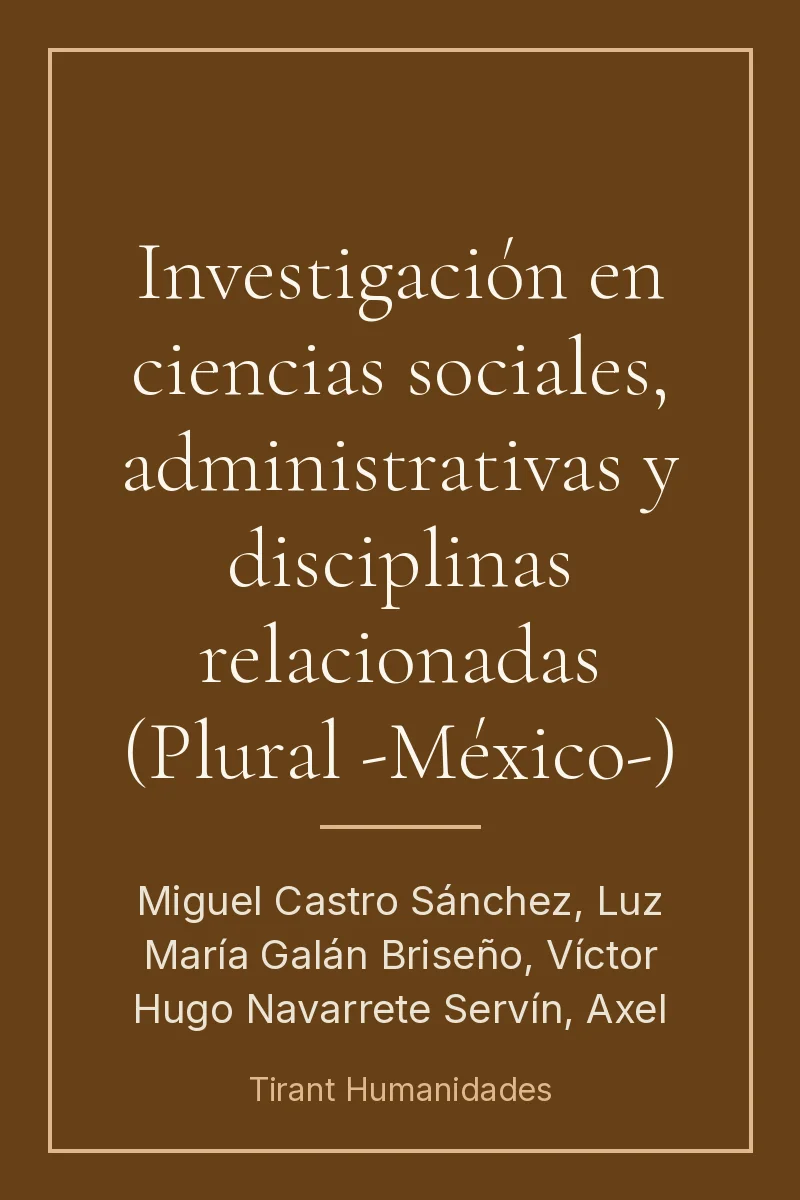 Investigación en
ciencias sociales,
administrativas y
disciplinas
relacionadas
(Plural -México-)
Miguel Castro Sánchez, Luz
María Galán Briseño, Víctor
Hugo Navarrete Servín, Axel
Tirant Humanidades